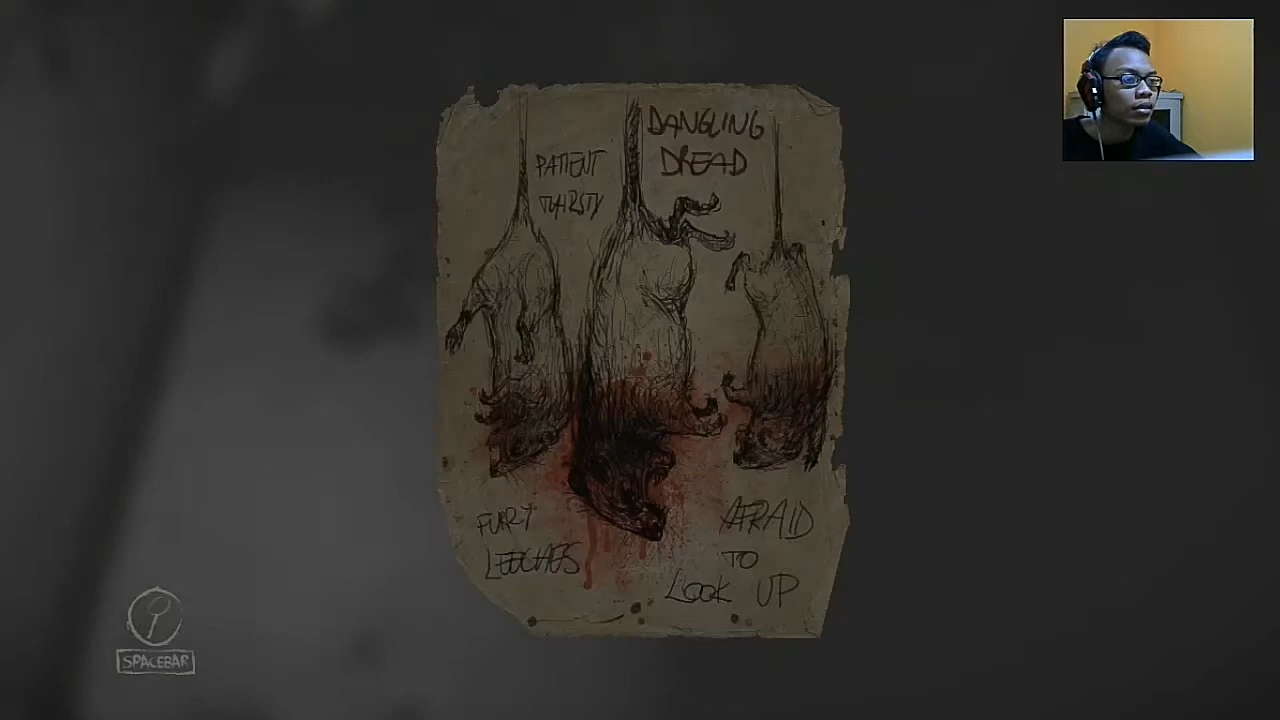 DANGLING
DREAD
PATIENT
THIRSTY
FURRY
LEECHES
AFRAID
TO
LOOK UP
SPACEBAR